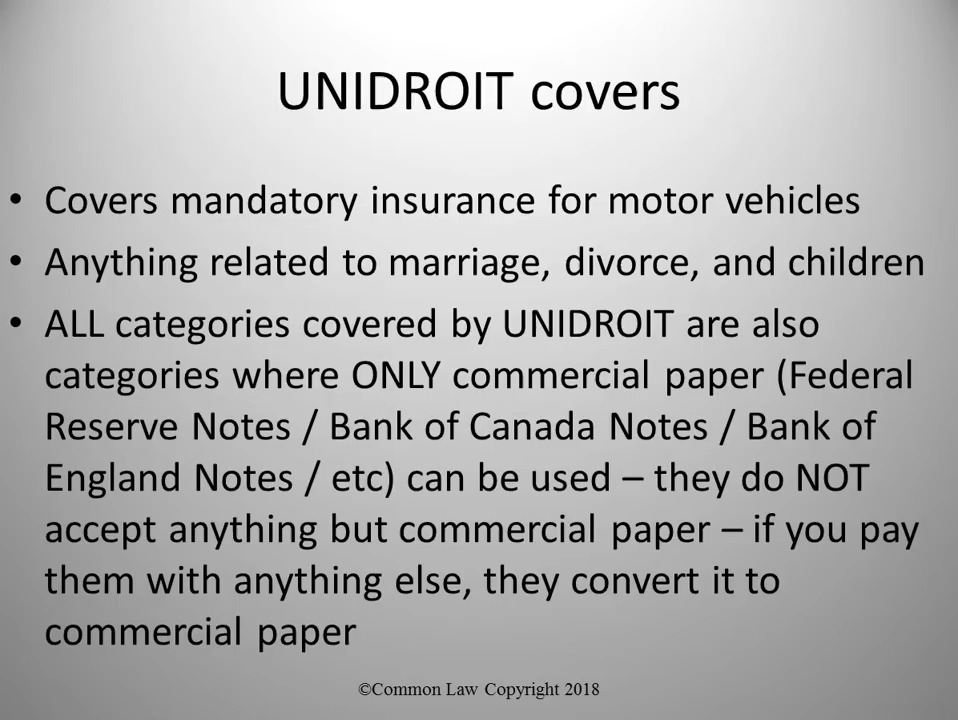 UNIDROIT covers
• Covers mandatory insurance for motor vehicles
• Anything related to marriage, divorce, and children
• ALL categories covered by UNIDROIT are also
categories where ONLY commercial paper (Federal
Reserve Notes / Bank of Canada Notes / Bank of
England Notes / etc) can be used – they do NOT
accept anything but commercial paper – if you pay
them with anything else, they convert it to
commercial paper
©Common Law Copyright 2018